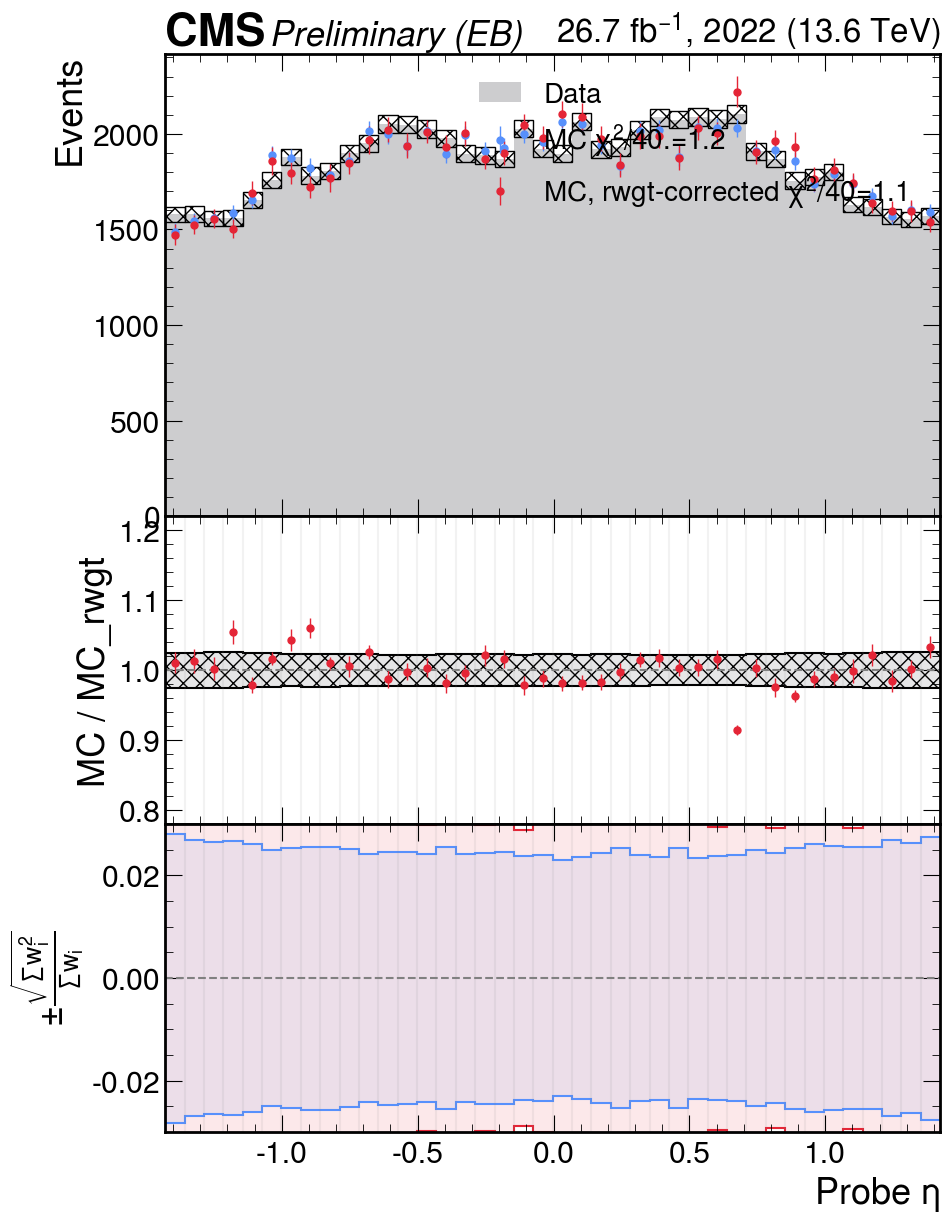 CMS Preliminary (EB) 26.7 fb⁻¹, 2022 (13.6 TeV)
Events
2000
1500
1000
500
0
Data
MC χ²/40.=1.2
MC, rwgt-corrected χ²/40=1.1
MC / MC_rwgt
1.2
1.1
1.0
0.9
0.8
±√Σwᵢ²/Σwᵢ
0.02
0.00
-0.02
-1.0 -0.5 0.0 0.5 1.0
Probe η